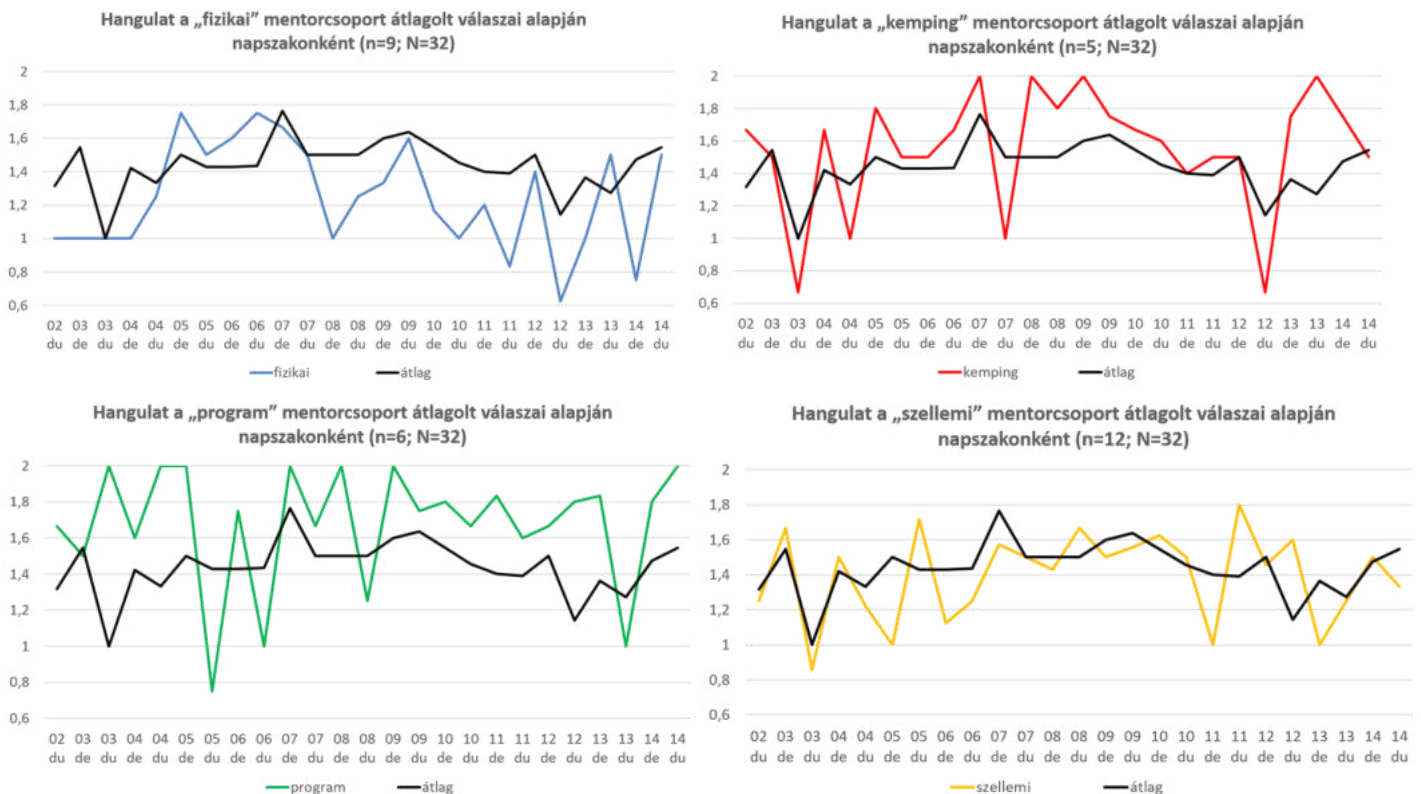 Hangulat a „fizikai” mentorcsoport átlagolt válaszai alapján
napszakonként (n=9; N=32)
2
1,8
1,6
1,4
1,2
1
0,8
0,6
02 03 03 04 04 05 05 06 06 07 07 08 08 09 09 10 10 11 11 12 12 13 13 14 14
du de du de du de du de du de du de du de du de du de du de du de du de du
fizikai átlag
Hangulat a „kemping” mentorcsoport átlagolt válaszai alapján
napszakonként (n=5; N=32)
2
1,8
1,6
1,4
1,2
1
0,8
0,6
02 03 03 04 04 05 05 06 06 07 07 08 08 09 09 10 10 11 11 12 12 13 13 14 14
du de du de du de du de du de du de du de du de du de du de du de du de du
kemping átlag
Hangulat a „program” mentorcsoport átlagolt válaszai alapján
napszakonként (n=6; N=32)
2
1,8
1,6
1,4
1,2
1
0,8
0,6
02 03 03 04 04 05 05 06 06 07 07 08 08 09 09 10 10 11 11 12 12 13 13 14 14
du de du de du de du de du de du de du de du de du de du de du de du de du
program átlag
Hangulat a „szellemi” mentorcsoport átlagolt válaszai alapján
napszakonként (n=12; N=32)
2
1,8
1,6
1,4
1,2
1
0,8
0,6
02 03 03 04 04 05 05 06 06 07 07 08 08 09 09 10 10 11 11 12 12 13 13 14 14
du de du de du de du de du de du de du de du de du de du de du de du de du
szellemi átlag